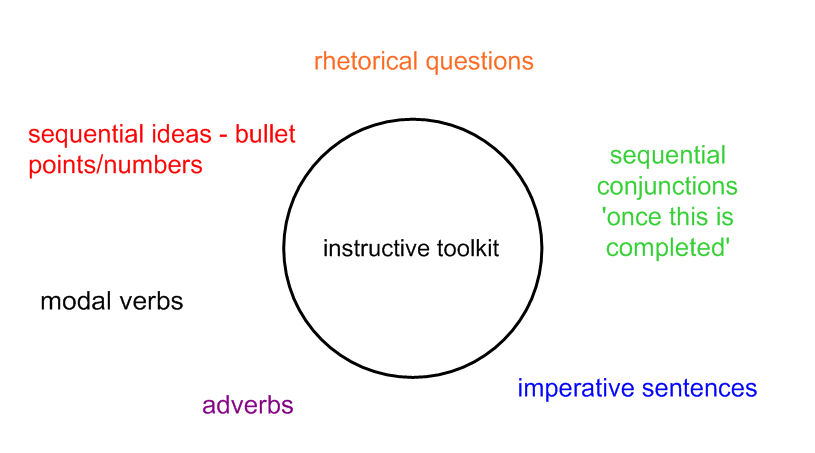 rhetorical questions
sequential ideas - bullet
points/numbers
sequential
conjunctions
'once this is
completed'
instructive toolkit
modal verbs
imperative sentences
adverbs